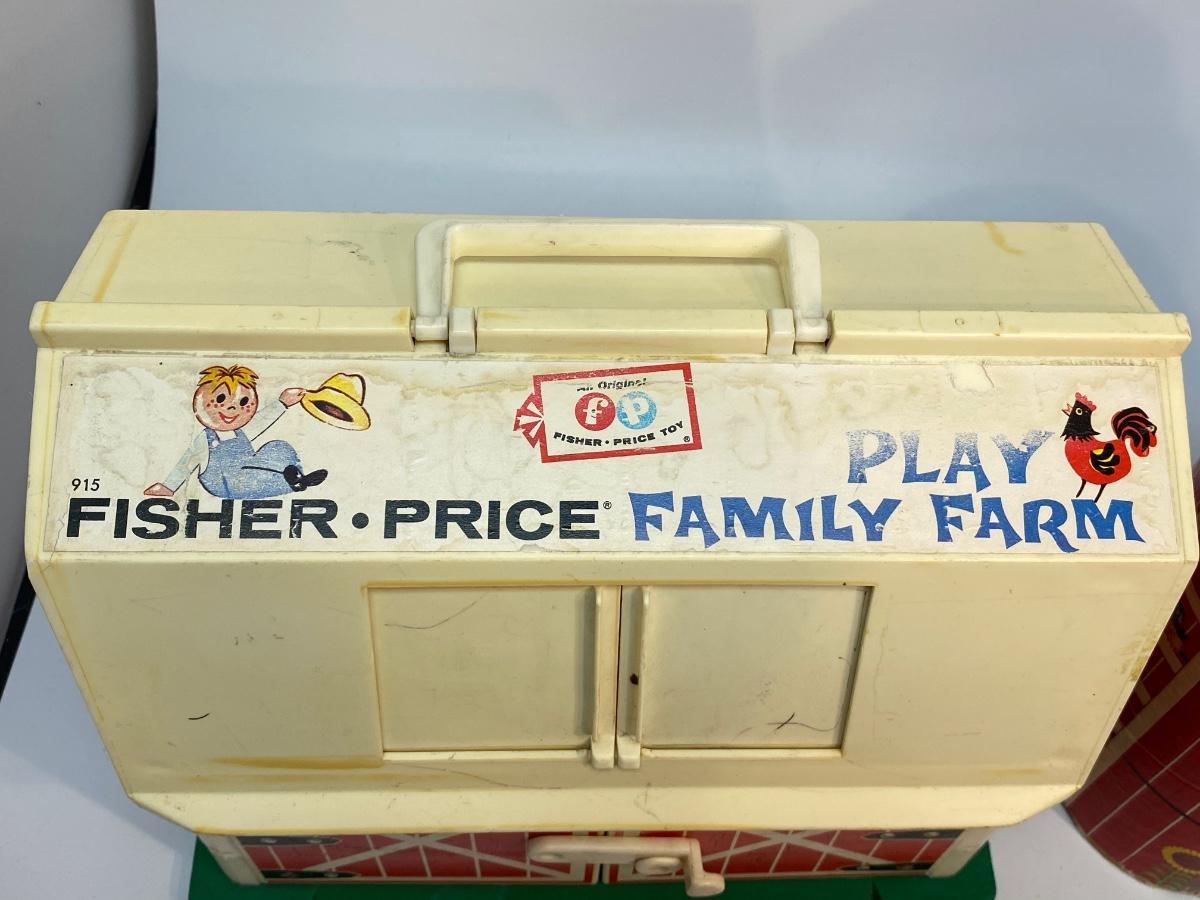 An Original
fp
FISHER • PRICE TOY ®
915
FISHER • PRICE®
PLAY
FAMILY FARM